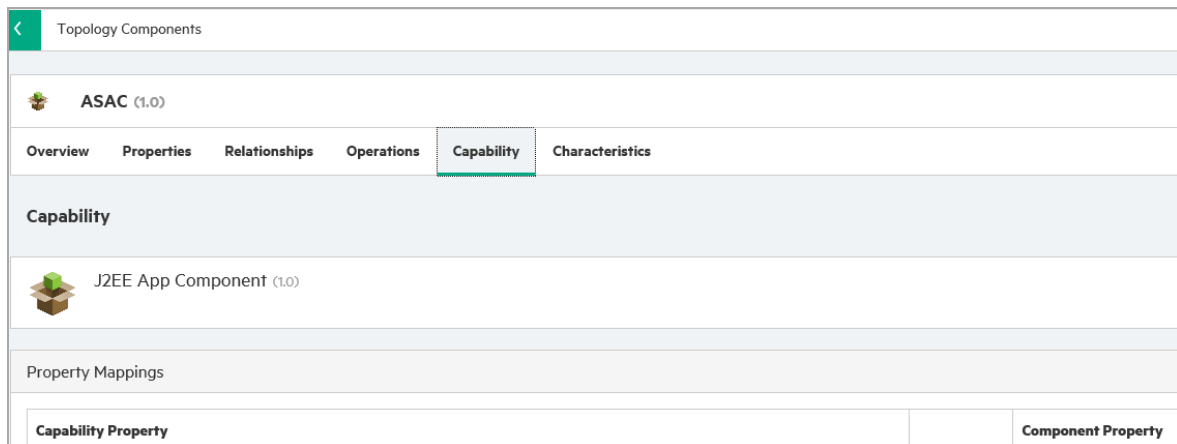 Topology Components
ASAC (1.0)
Overview Properties Relationships Operations Capability Characteristics
Capability
J2EE App Component (1.0)
Property Mappings
Capability Property Component Property